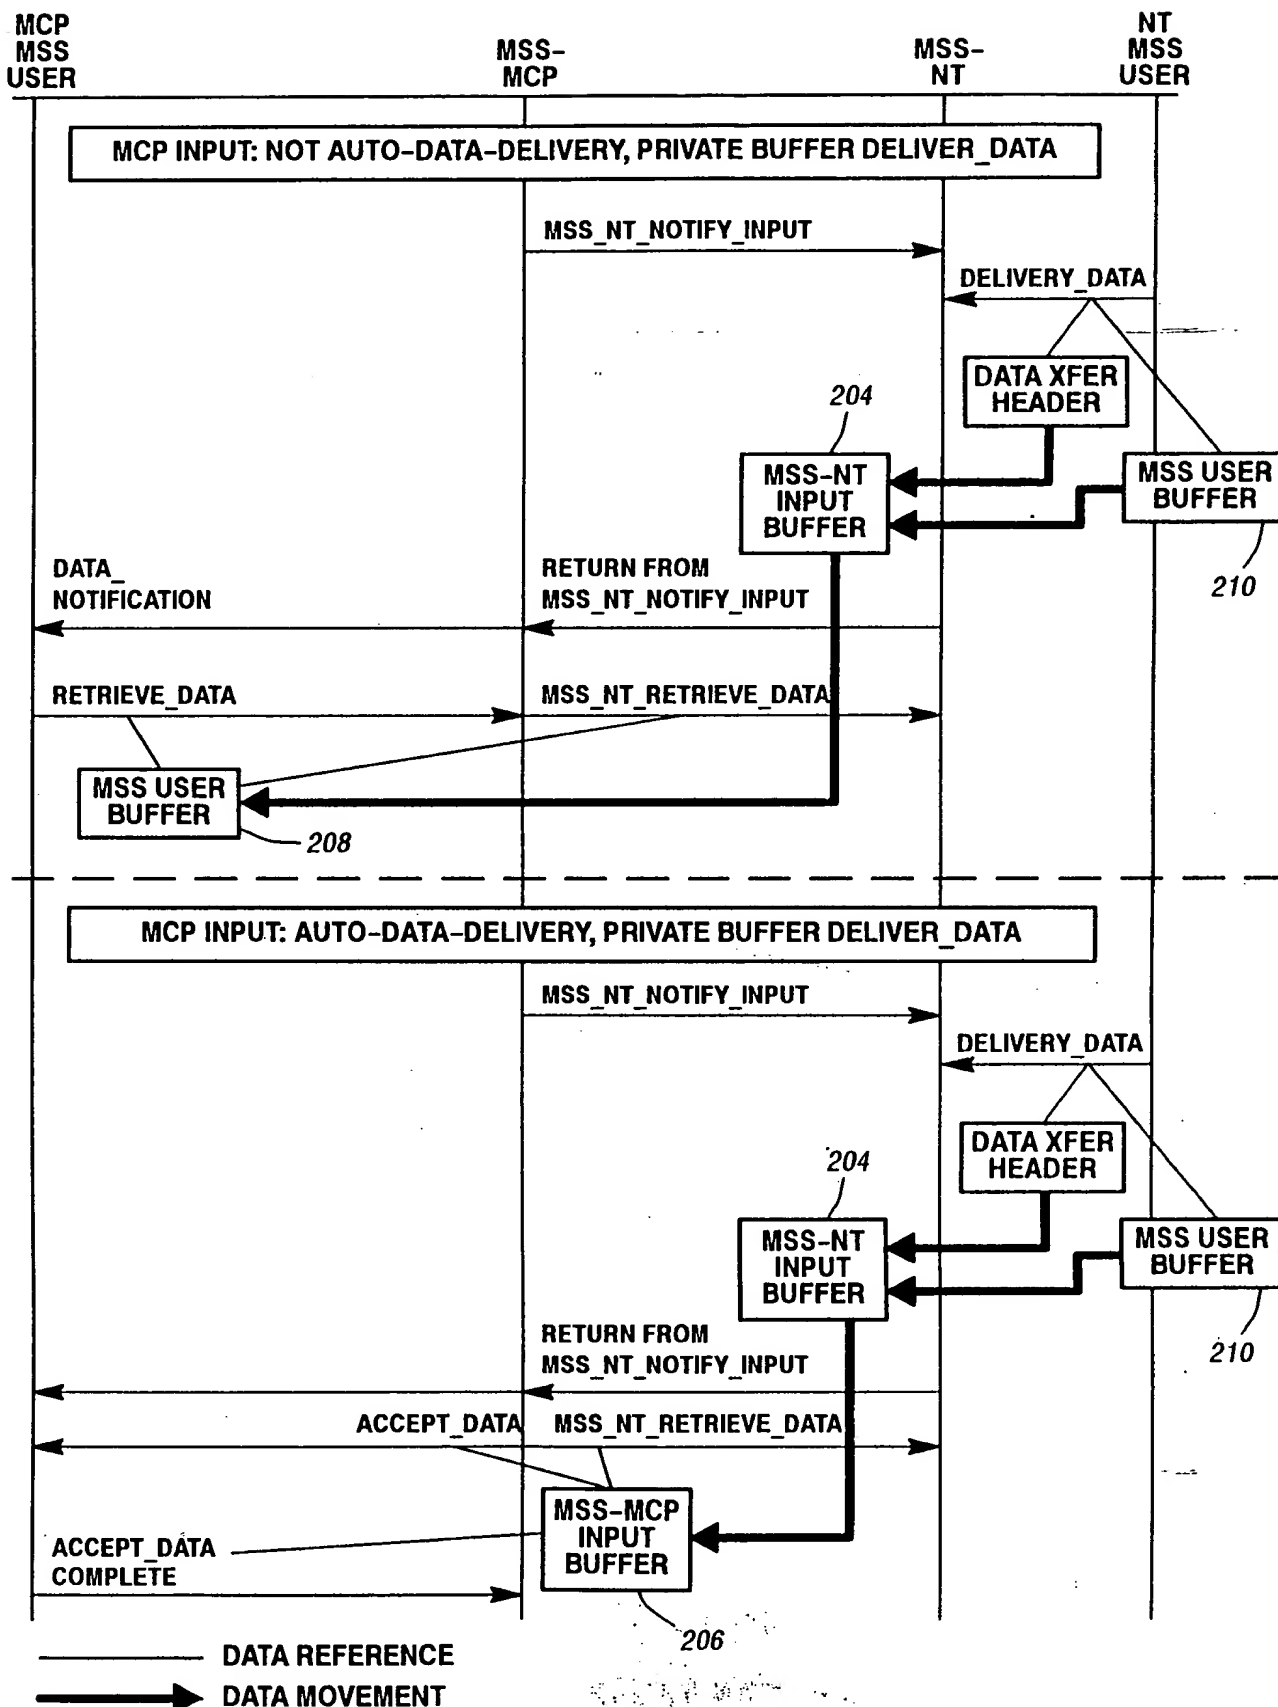 MCP
MSS
USER
MSS-
MCP
MSS-
NT
NT
MSS
USER
MCP INPUT: NOT AUTO-DATA-DELIVERY, PRIVATE BUFFER DELIVER_DATA
MSS_NT_NOTIFY_INPUT
DELIVERY_DATA
DATA XFER
HEADER
204
MSS-NT
INPUT
BUFFER
MSS USER
BUFFER
210
DATA_
NOTIFICATION
RETURN FROM
MSS_NT_NOTIFY_INPUT
RETRIEVE_DATA
MSS_NT_RETRIEVE_DATA
MSS USER
BUFFER
208
MCP INPUT: AUTO-DATA-DELIVERY, PRIVATE BUFFER DELIVER_DATA
MSS_NT_NOTIFY_INPUT
DELIVERY_DATA
DATA XFER
HEADER
204
MSS-NT
INPUT
BUFFER
MSS USER
BUFFER
210
RETURN FROM
MSS_NT_NOTIFY_INPUT
ACCEPT_DATA
MSS_NT_RETRIEVE_DATA
MSS-MCP
INPUT
BUFFER
ACCEPT_DATA
COMPLETE
206
DATA REFERENCE
DATA MOVEMENT